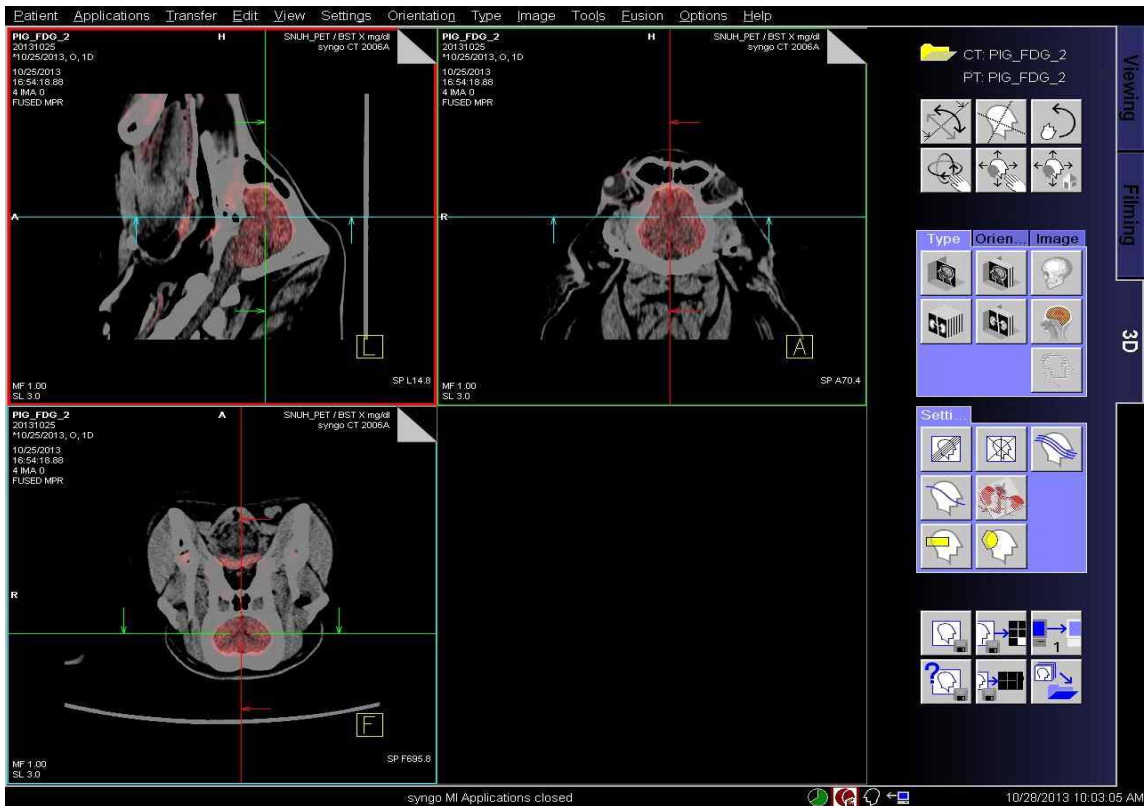 Patient Applications Transfer Edit View Settings Orientation Type Image Tools Fusion Options Help
PIG_FDG_2
20131025
*10/25/2013, O, 1D
10/25/2013
16:54:18.88
4 IMA 0
FUSED MPR
H
SNUH_PET / BST X mg/dl
syngo CT 2006A
A
L
MF 1.00
SL 3.0
SP L14.8
PIG_FDG_2
20131025
*10/25/2013, O, 1D
10/25/2013
16:54:18.88
4 IMA 0
FUSED MPR
H
SNUH_PET / BST X mg/dl
syngo CT 2006A
R
A
MF 1.00
SL 3.0
SP A70.4
PIG_FDG_2
20131025
*10/25/2013, O, 1D
10/25/2013
16:54:18.88
4 IMA 0
FUSED MPR
A
SNUH_PET / BST X mg/dl
syngo CT 2006A
R
F
MF 1.00
SL 3.0
SP F695.8
CT: PIG_FDG_2
PT: PIG_FDG_2
Type Orien... Image
Setti...
1
?
Viewing
Filming
3D
syngo MI Applications closed
10/28/2013 10:03:05 AM